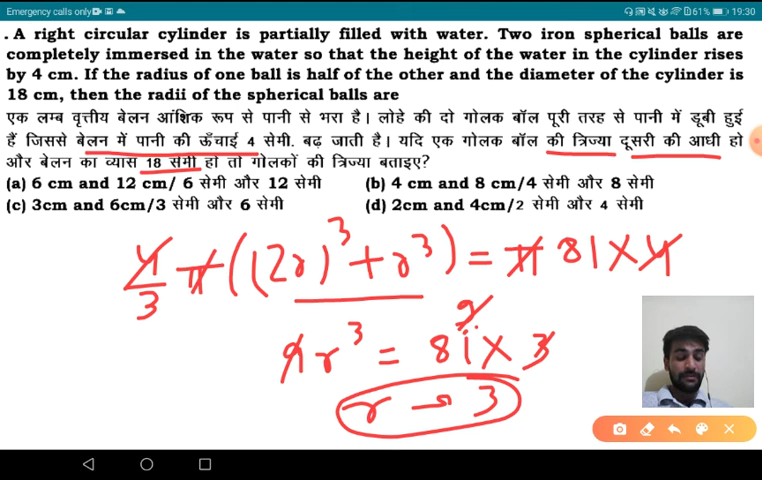 Emergency calls only 61% 19:30
. A right circular cylinder is partially filled with water. Two iron spherical balls are
completely immersed in the water so that the height of the water in the cylinder rises
by 4 cm. If the radius of one ball is half of the other and the diameter of the cylinder is
18 cm, then the radii of the spherical balls are
एक लम्ब वृत्तीय बेलन आंशिक रूप से पानी से भरा है। लोहे की दो गोलक बॉल पूरी तरह से पानी में डूबी हुई
हैं जिससे बेलन में पानी की ऊँचाई 4 सेमी. बढ़ जाती है। यदि एक गोलक बॉल की त्रिज्या दूसरी की आधी हो
और बेलन का व्यास 18 सेमी हो तो गोलकों की त्रिज्या बताइए?
(a) 6 cm and 12 cm/ 6 सेमी और 12 सेमी (b) 4 cm and 8 cm/4 सेमी और 8 सेमी
(c) 3cm and 6cm/3 सेमी और 6 सेमी (d) 2cm and 4cm/2 सेमी और 4 सेमी
4/3 π((2r)³ + r³) = π 81 × 4
9r³ = 81 × 3
r → 3